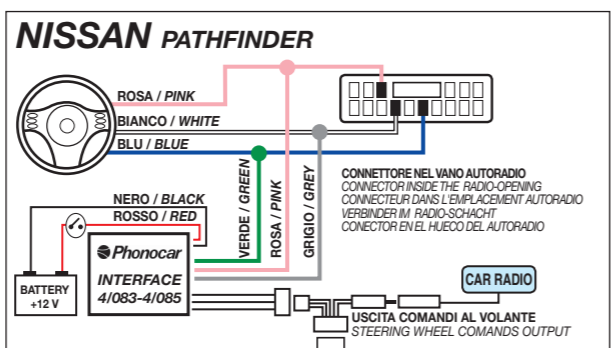 NISSAN PATHFINDER
ROSA / PINK
BIANCO / WHITE
BLU / BLUE
VERDE / GREEN
ROSA / PINK
GRIGIO / GREY
CONNETTORE NEL VANO AUTORADIO
CONNECTOR INSIDE THE RADIO-OPENING
CONNECTEUR DANS L'EMPLACEMENT AUTORADIO
VERBINDER IM RADIO-SCHACHT
CONECTOR EN EL HUECO DEL AUTORADIO
NERO / BLACK
ROSSO / RED
Phonocar
INTERFACE
4/083-4/085
BATTERY
+12 V
CAR RADIO
USCITA COMANDI AL VOLANTE
STEERING WHEEL COMANDS OUTPUT